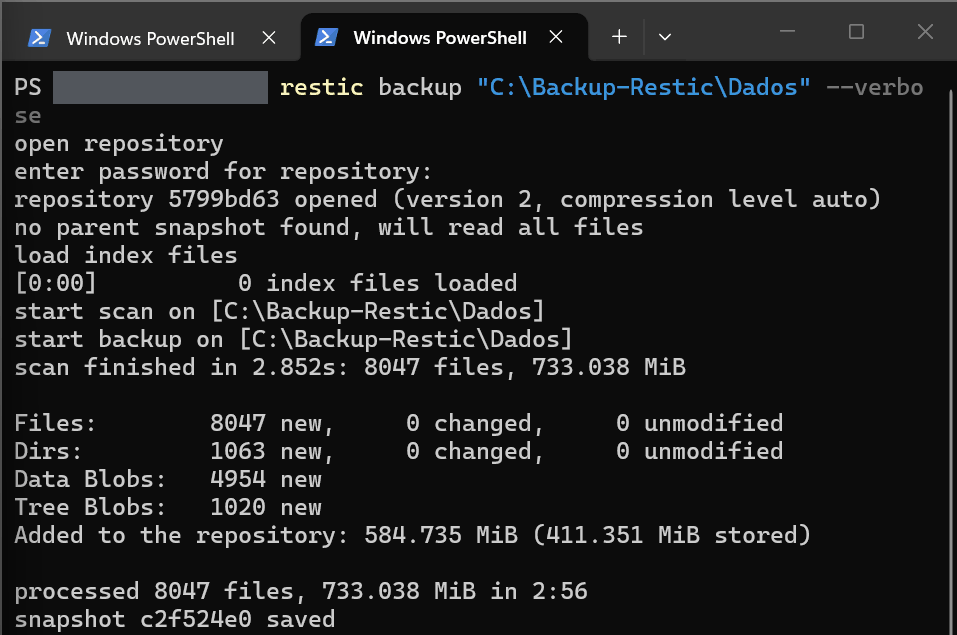 Windows PowerShell
Windows PowerShell
PS restic backup "C:\Backup-Restic\Dados" --verbo
se
open repository
enter password for repository:
repository 5799bd63 opened (version 2, compression level auto)
no parent snapshot found, will read all files
load index files
[0:00]          0 index files loaded
start scan on [C:\Backup-Restic\Dados]
start backup on [C:\Backup-Restic\Dados]
scan finished in 2.852s: 8047 files, 733.038 MiB
Files:        8047 new,     0 changed,     0 unmodified
Dirs:         1063 new,     0 changed,     0 unmodified
Data Blobs:   4954 new
Tree Blobs:   1020 new
Added to the repository: 584.735 MiB (411.351 MiB stored)
processed 8047 files, 733.038 MiB in 2:56
snapshot c2f524e0 saved